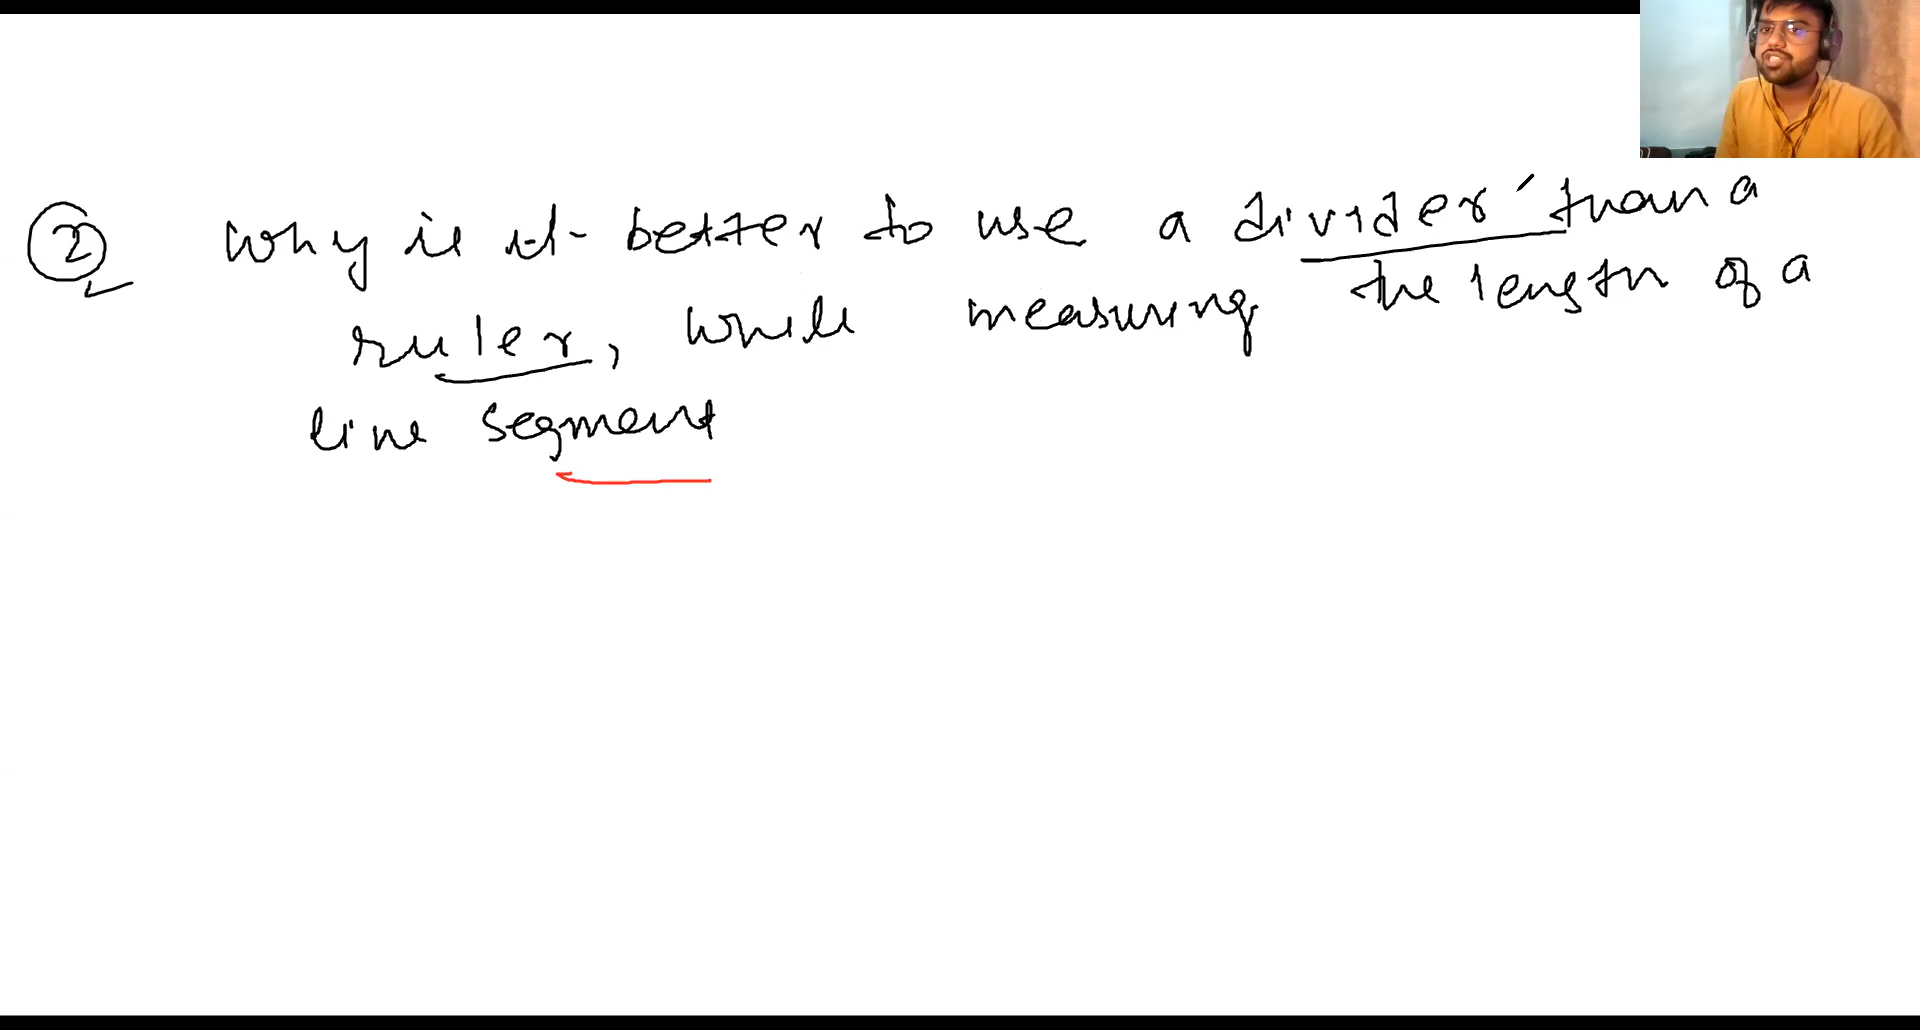 2 Why is it better to use a divider than a
ruler, while measuring the length of a
line segment